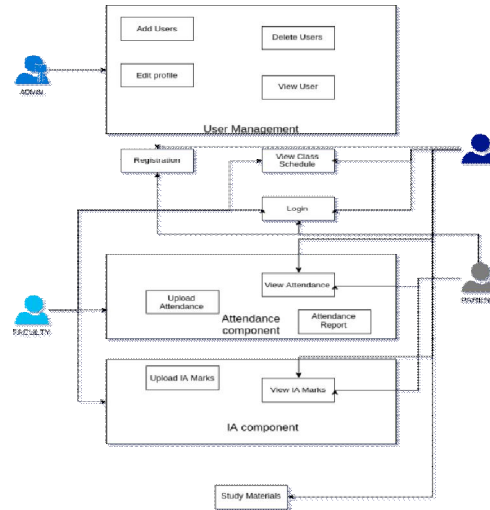 Add Users
Delete Users
Edit profile
View User
ADMIN
User Management
Registration
View Class
Schedule
Login
View Attendance
Upload
Attendance
Attendance
Report
Attendance
component
FACULTY
Upload IA Marks
View IA Marks
IA component
Study Materials